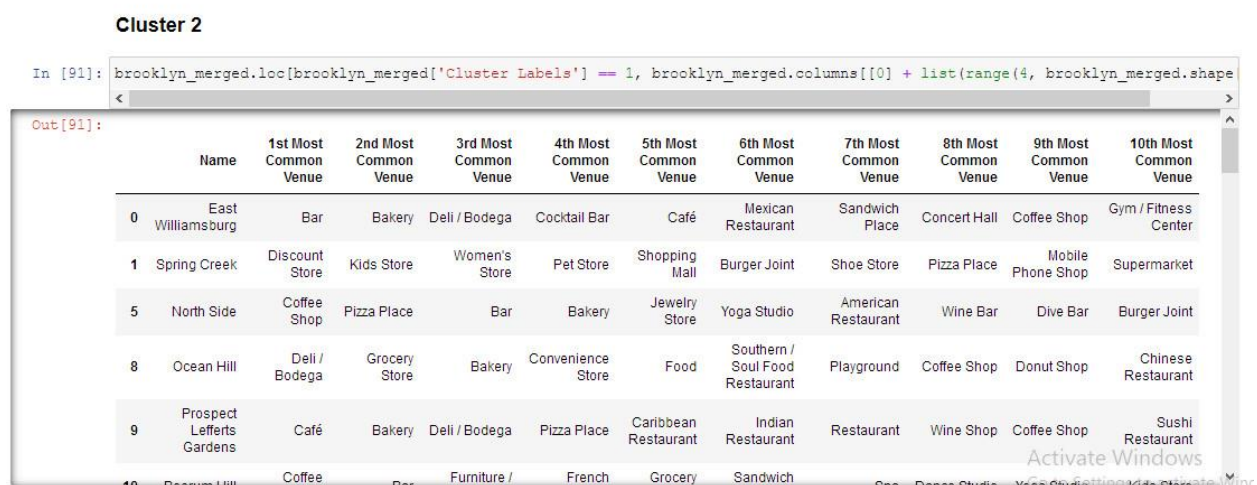 Cluster 2
In [91]: brooklyn_merged.loc[brooklyn_merged['Cluster Labels'] == 1, brooklyn_merged.columns[[0] + list(range(4, brooklyn_merged.shape
Out[91]:
Name 1st Most Common Venue 2nd Most Common Venue 3rd Most Common Venue 4th Most Common Venue 5th Most Common Venue 6th Most Common Venue 7th Most Common Venue 8th Most Common Venue 9th Most Common Venue 10th Most Common Venue
0 East Williamsburg Bar Bakery Deli / Bodega Cocktail Bar Café Mexican Restaurant Sandwich Place Concert Hall Coffee Shop Gym / Fitness Center
1 Spring Creek Discount Store Kids Store Women's Store Pet Store Shopping Mall Burger Joint Shoe Store Pizza Place Mobile Phone Shop Supermarket
5 North Side Coffee Shop Pizza Place Bar Bakery Jewelry Store Yoga Studio American Restaurant Wine Bar Dive Bar Burger Joint
8 Ocean Hill Deli / Bodega Grocery Store Bakery Convenience Store Food Southern / Soul Food Restaurant Playground Coffee Shop Donut Shop Chinese Restaurant
9 Prospect Lefferts Gardens Café Bakery Deli / Bodega Pizza Place Caribbean Restaurant Indian Restaurant Restaurant Wine Shop Coffee Shop Sushi Restaurant
Activate Windows
Coffee Furniture / French Grocery Sandwich